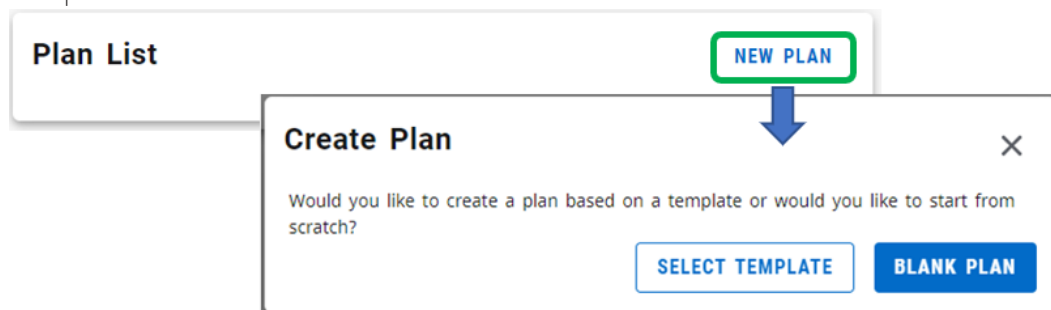 Plan List
NEW PLAN
Create Plan
Would you like to create a plan based on a template or would you like to start from
scratch?
SELECT TEMPLATE
BLANK PLAN